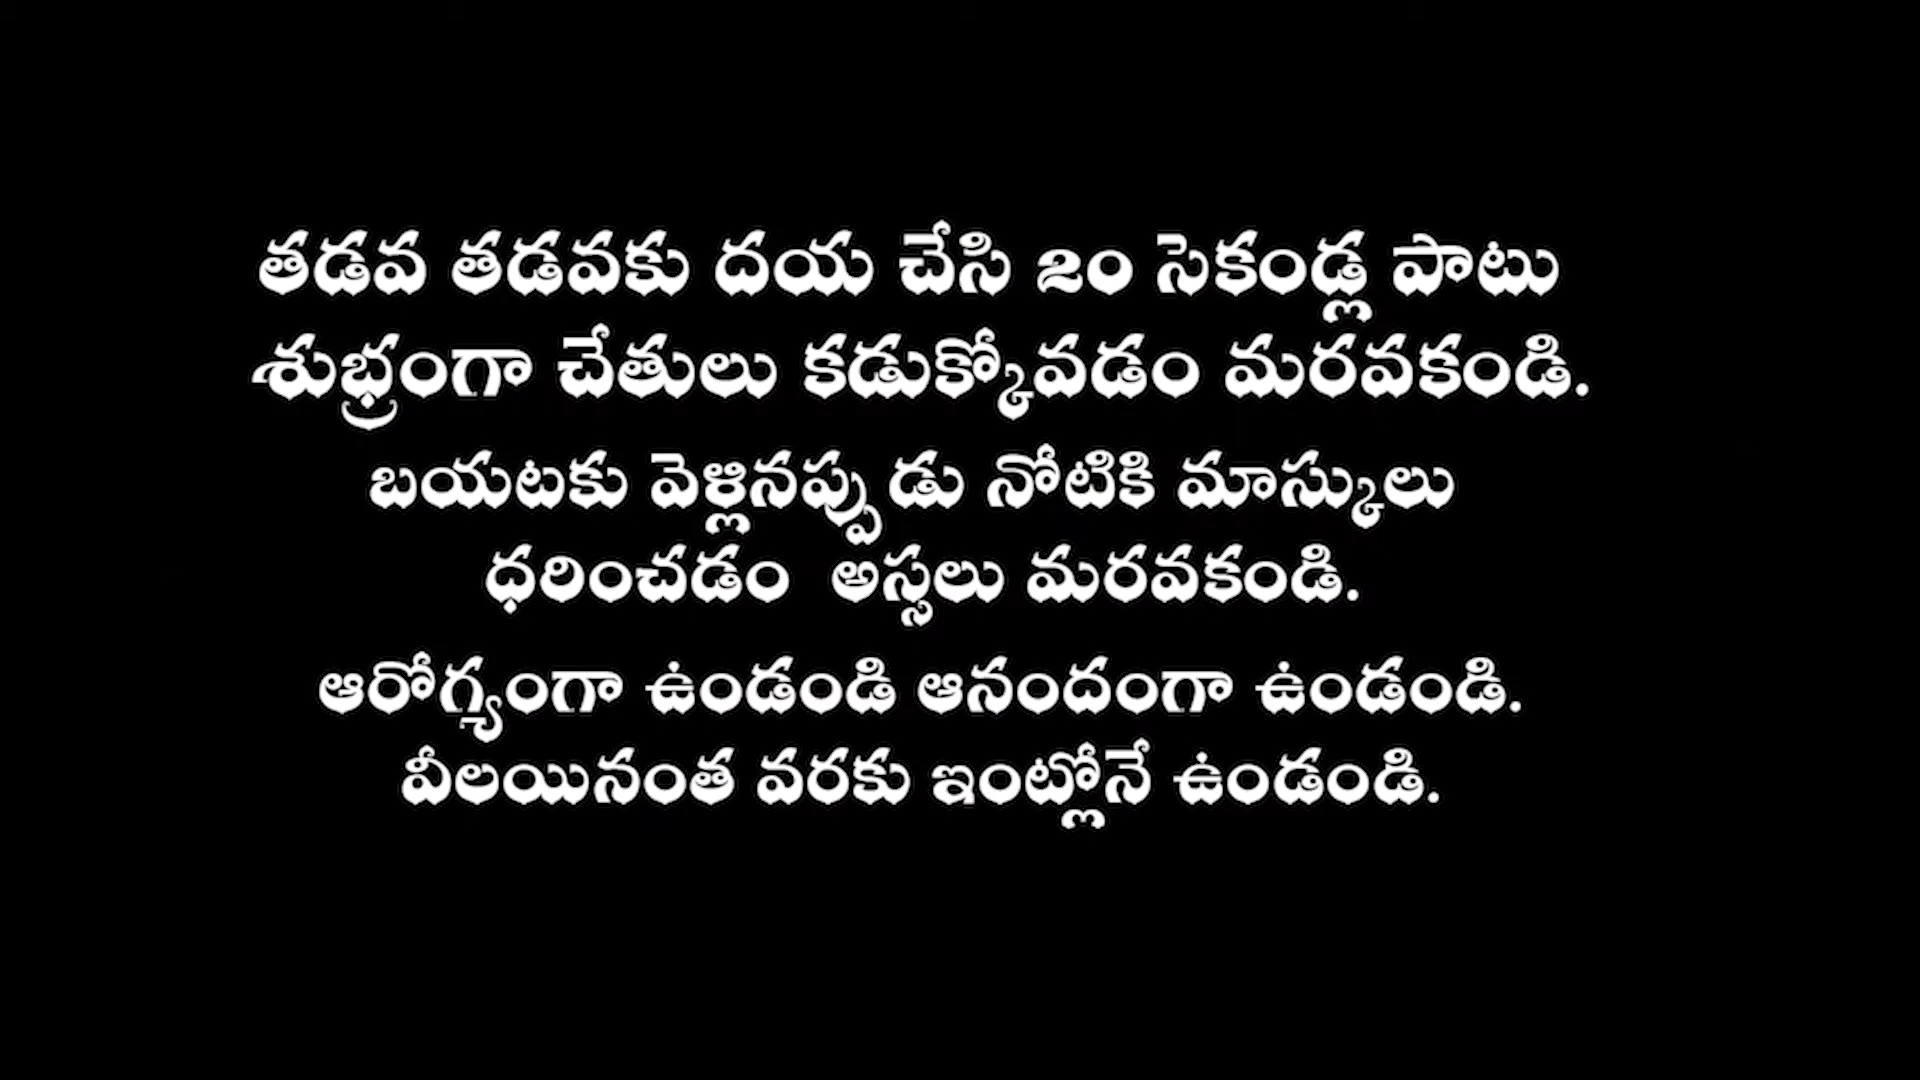 తడవ తడవకు దయ చేసి ౨౦ సెకండ్ల పాటు
శుభ్రంగా చేతులు కడుక్కోవడం మరవకండి.
బయటకు వెళ్లినప్పుడు నోటికి మాస్కులు
ధరించడం అస్సలు మరవకండి.
ఆరోగ్యంగా ఉండండి ఆనందంగా ఉండండి.
వీలయినంత వరకు ఇంట్లోనే ఉండండి.